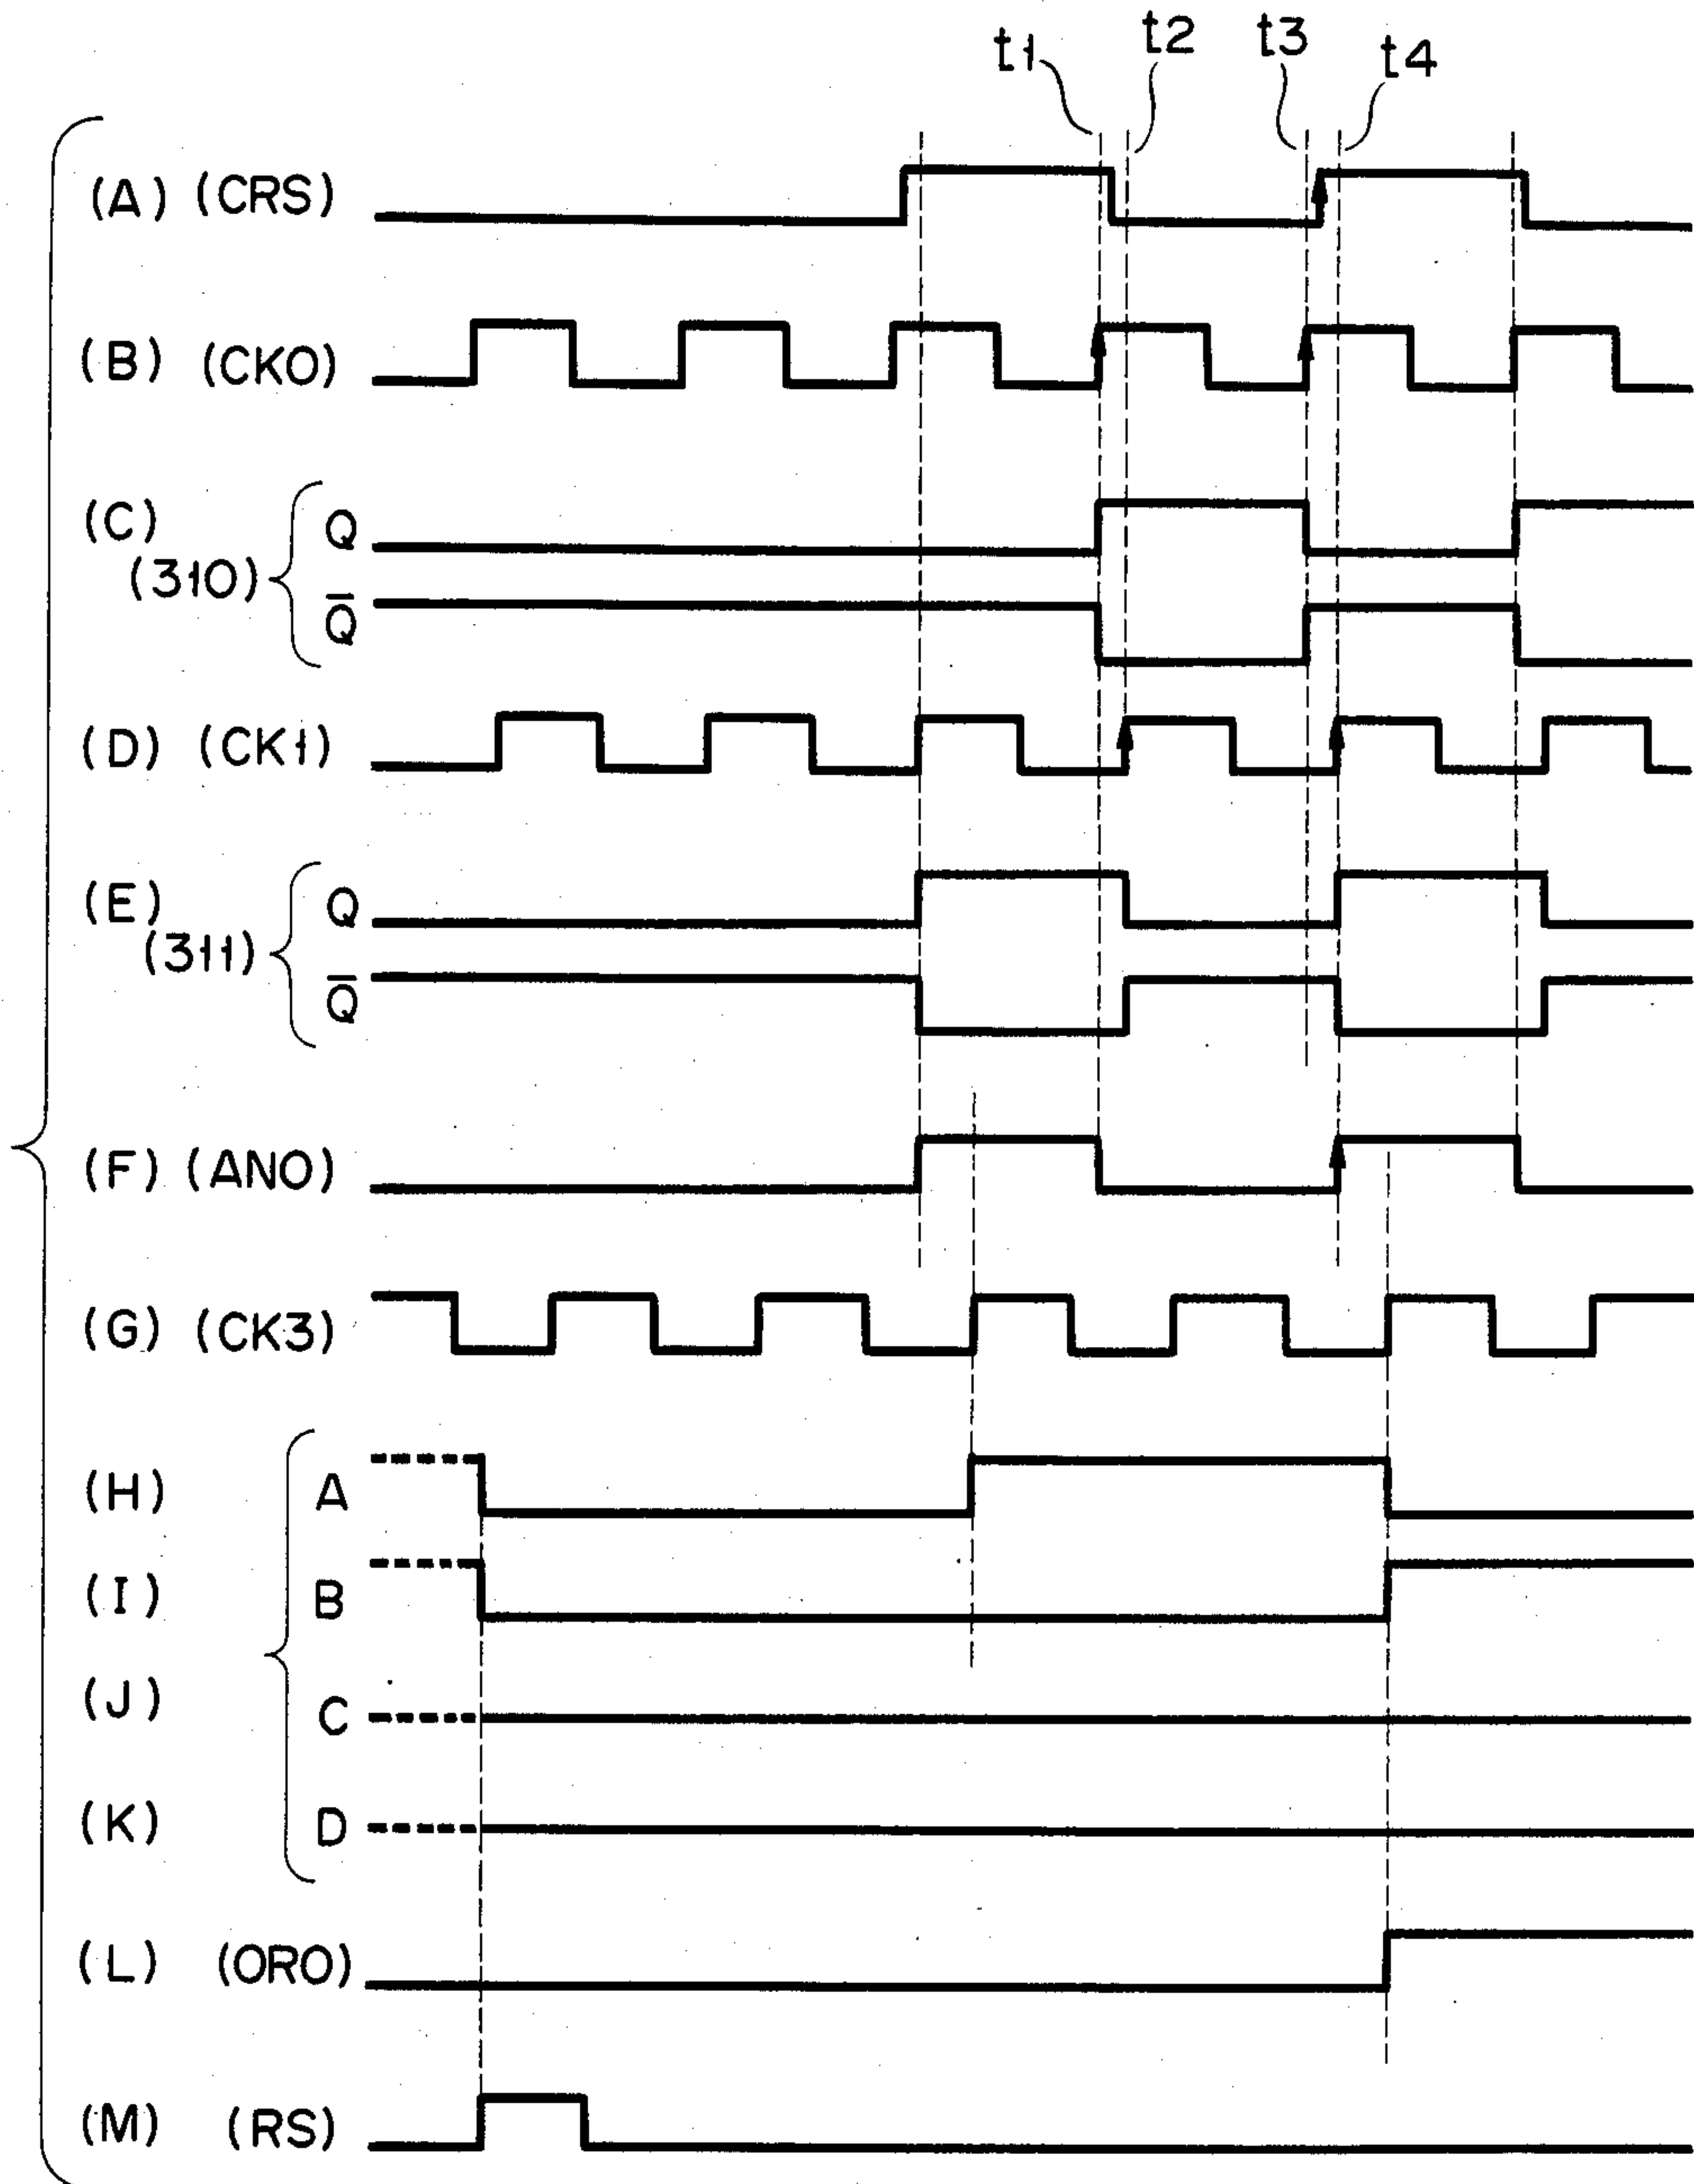 t1 t2 t3 t4
(A) (CRS)
(B) (CK0)
(C) (310) Q
Q̅
(D) (CK1)
(E) (311) Q
Q̅
(F) (AN0)
(G) (CK3)
(H) A
(I) B
(J) C
(K) D
(L) (OR0)
(M) (RS)